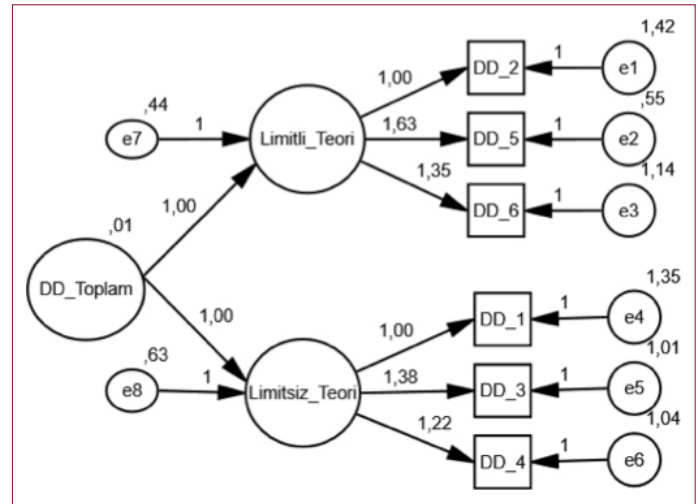 1,42
1,00
DD_2
1
e1
,44
,55
e7
1
Limitli_Teori
1,63
DD_5
1
e2
1,35
1,14
DD_6
1
e3
,01
1,00
DD_Toplam
1,00
1,35
1,00
DD_1
1
e4
,63
1,01
e8
1
Limitsiz_Teori
1,38
DD_3
1
e5
1,22
1,04
DD_4
1
e6